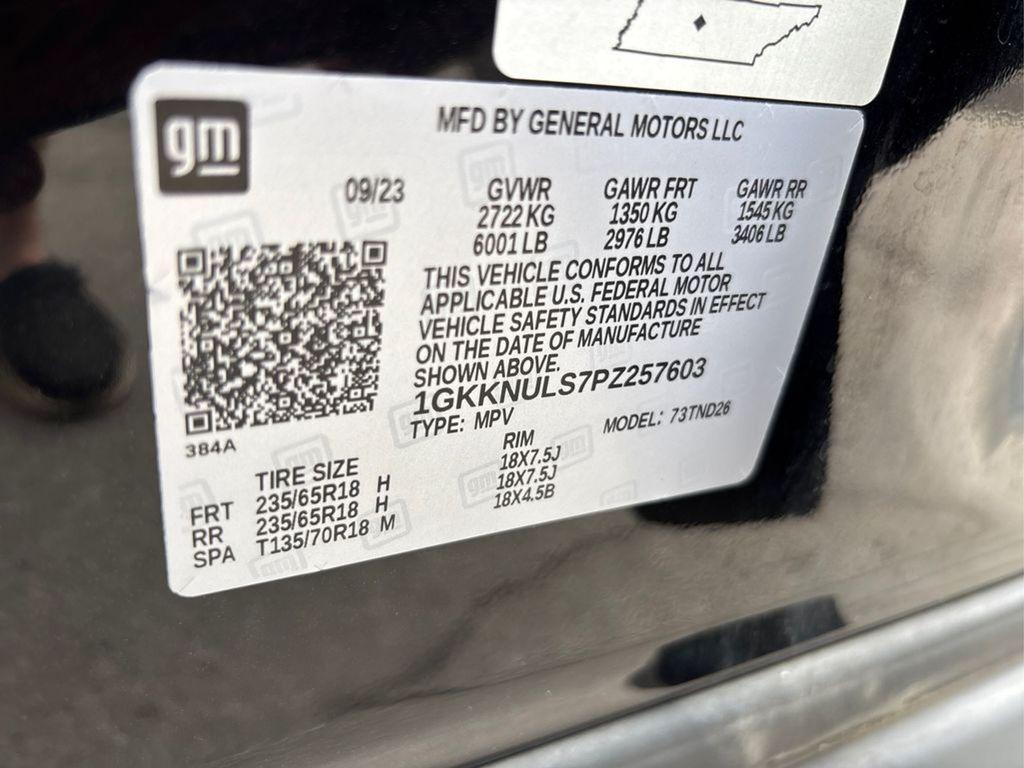 gm
MFD BY GENERAL MOTORS LLC
09/23 GVWR GAWR FRT GAWR RR
2722 KG 1350 KG 1545 KG
6001 LB 2976 LB 3406 LB
THIS VEHICLE CONFORMS TO ALL
APPLICABLE U.S. FEDERAL MOTOR
VEHICLE SAFETY STANDARDS IN EFFECT
ON THE DATE OF MANUFACTURE
SHOWN ABOVE.
1GKKNULS7PZ257603
TYPE: MPV MODEL: 73TND26
384A
TIRE SIZE RIM
FRT 235/65R18 H 18X7.5J
RR 235/65R18 H 18X7.5J
SPA T135/70R18 M 18X4.5B